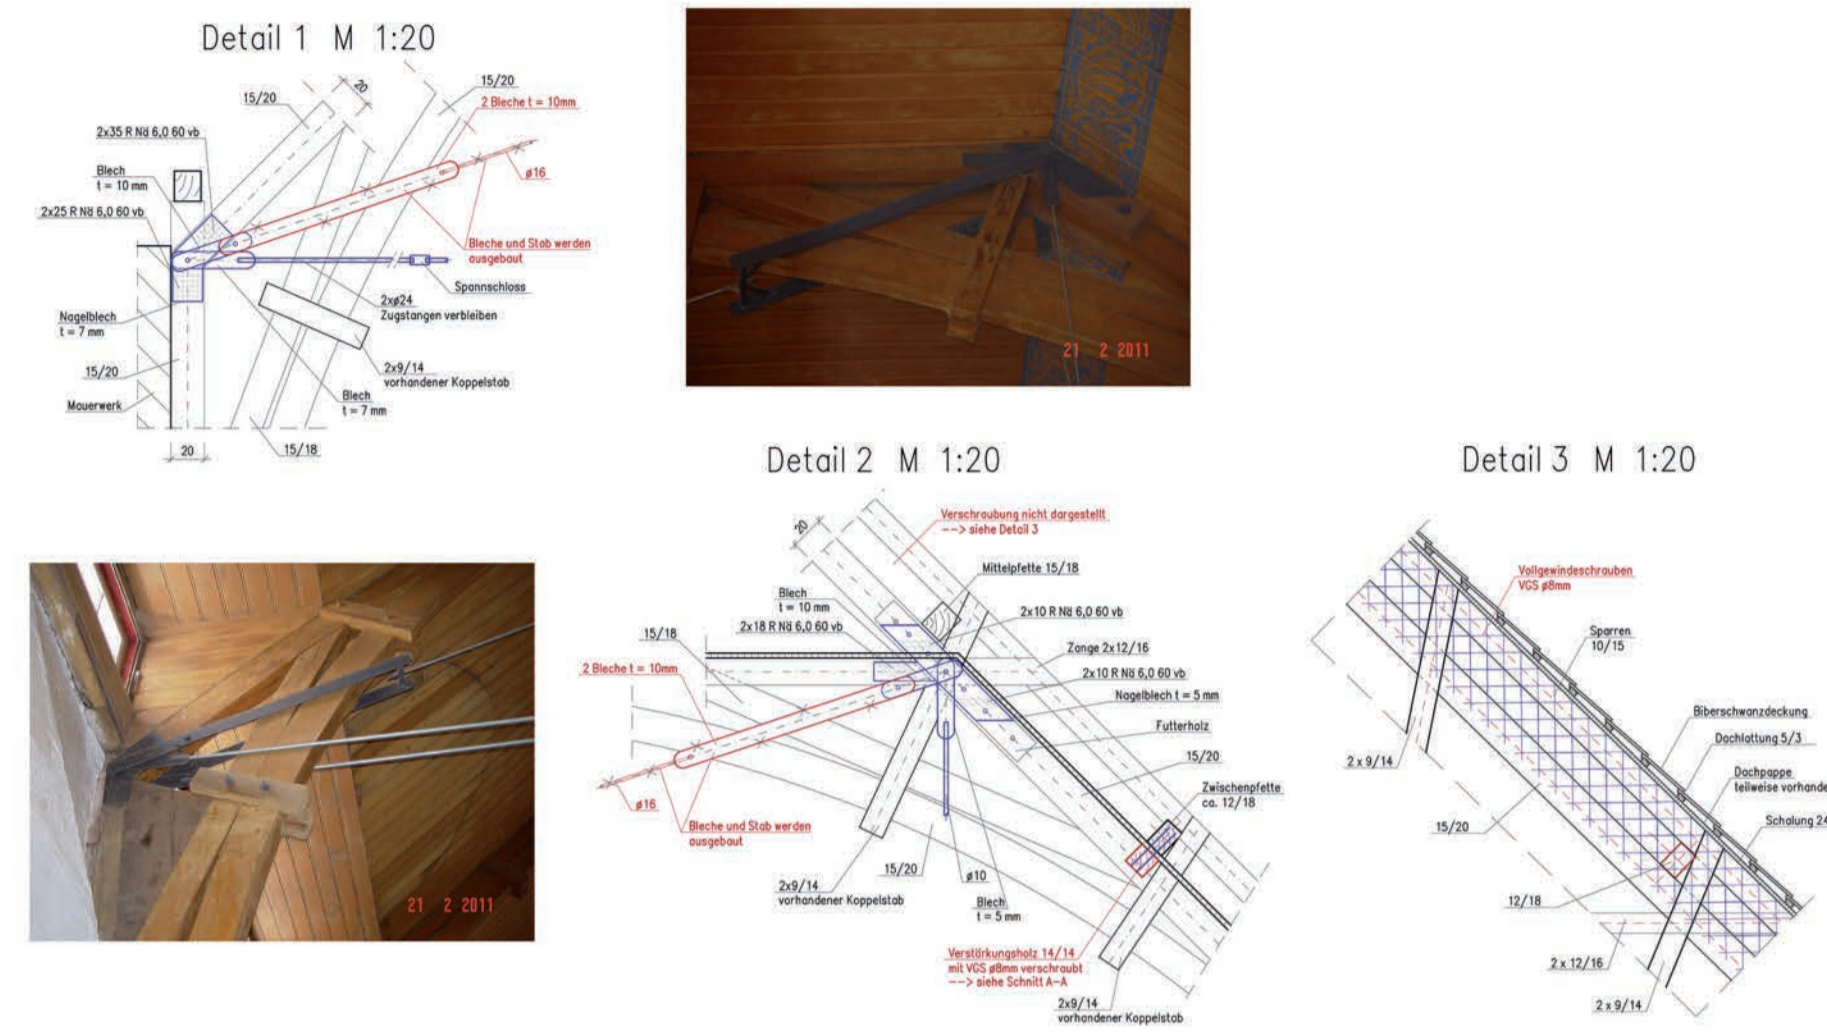 Detail 1 M 1:20
15/20
20
15/20
2 Bleche t = 10mm
2x35 R Nä 6,0 60 vb
ø16
Blech
t = 10 mm
2x25 R Nä 6,0 60 vb
Bleche und Stab werden
ausgebaut
Spannschloss
2xø24
Zugstangen verbleiben
Nagelblech
t = 7 mm
2x9/14
vorhandener Koppelstab
15/20
Blech
t = 7 mm
Mauerwerk
20
15/18
21 2 2011
21 2 2011
Detail 2 M 1:20
20
Verschraubung nicht dargestellt
--> siehe Detail 3
Mittelpfette 15/18
Blech
t = 10 mm
2x10 R Nä 6,0 60 vb
2x18 R Nä 6,0 60 vb
15/18
Zange 2x12/16
2 Bleche t = 10mm
2x10 R Nä 6,0 60 vb
Nagelblech t = 5 mm
Futterholz
15/20
Zwischenpfette
ca. 12/18
ø16
Bleche und Stab werden
ausgebaut
2x9/14
vorhandener Koppelstab
15/20
ø10
Blech
t = 5 mm
Verstärkungsholz 14/14
mit VGS ø8mm verschraubt
--> siehe Schnitt A-A
2x9/14
vorhandener Koppelstab
Detail 3 M 1:20
Vollgewindeschrauben
VGS ø8mm
Sparren
10/15
Biberschwanzdeckung
Dachlattung 5/3
Dachpappe
teilweise vorhande
Schalung 24
2 x 9/14
15/20
12/18
2 x 12/16
2 x 9/14